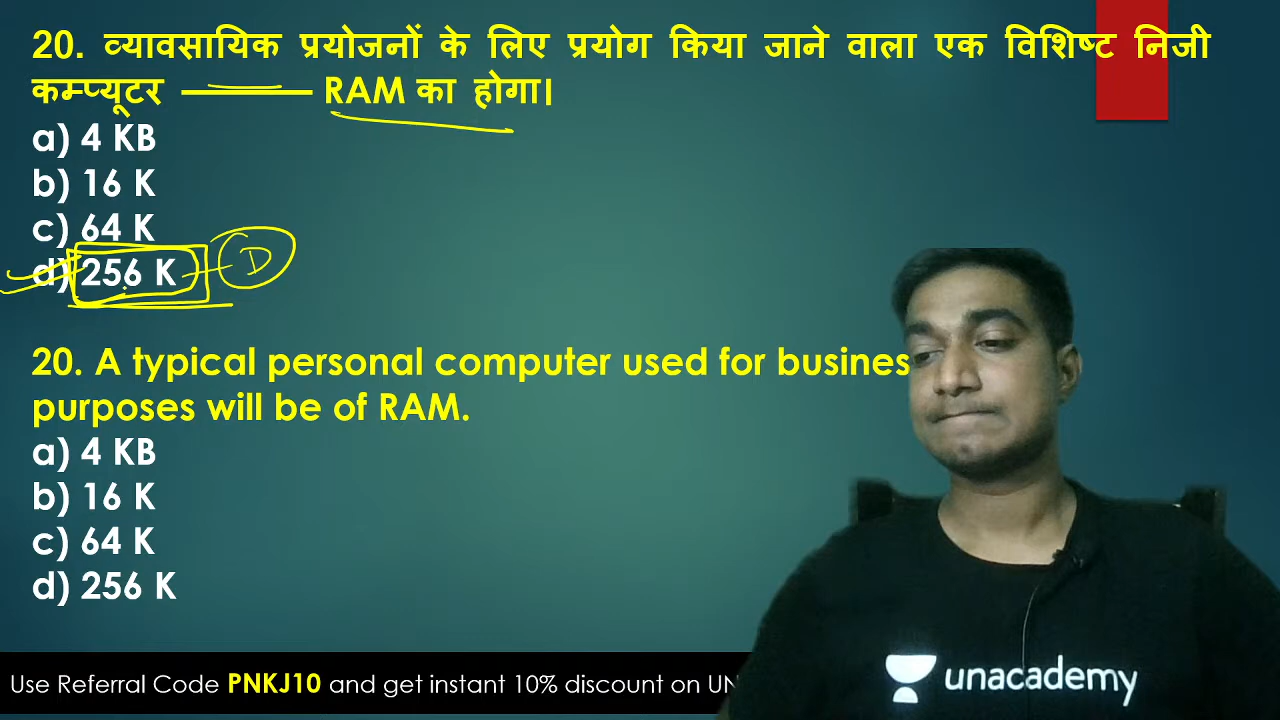 20. व्यावसायिक प्रयोजनों के लिए प्रयोग किया जाने वाला एक विशिष्ट निजी
कम्प्यूटर ——— RAM का होगा।
a) 4 KB
b) 16 K
c) 64 K
d) 256 K
D
20. A typical personal computer used for busines
purposes will be of RAM.
a) 4 KB
b) 16 K
c) 64 K
d) 256 K
Use Referral Code PNKJ10 and get instant 10% discount on UN
unacademy